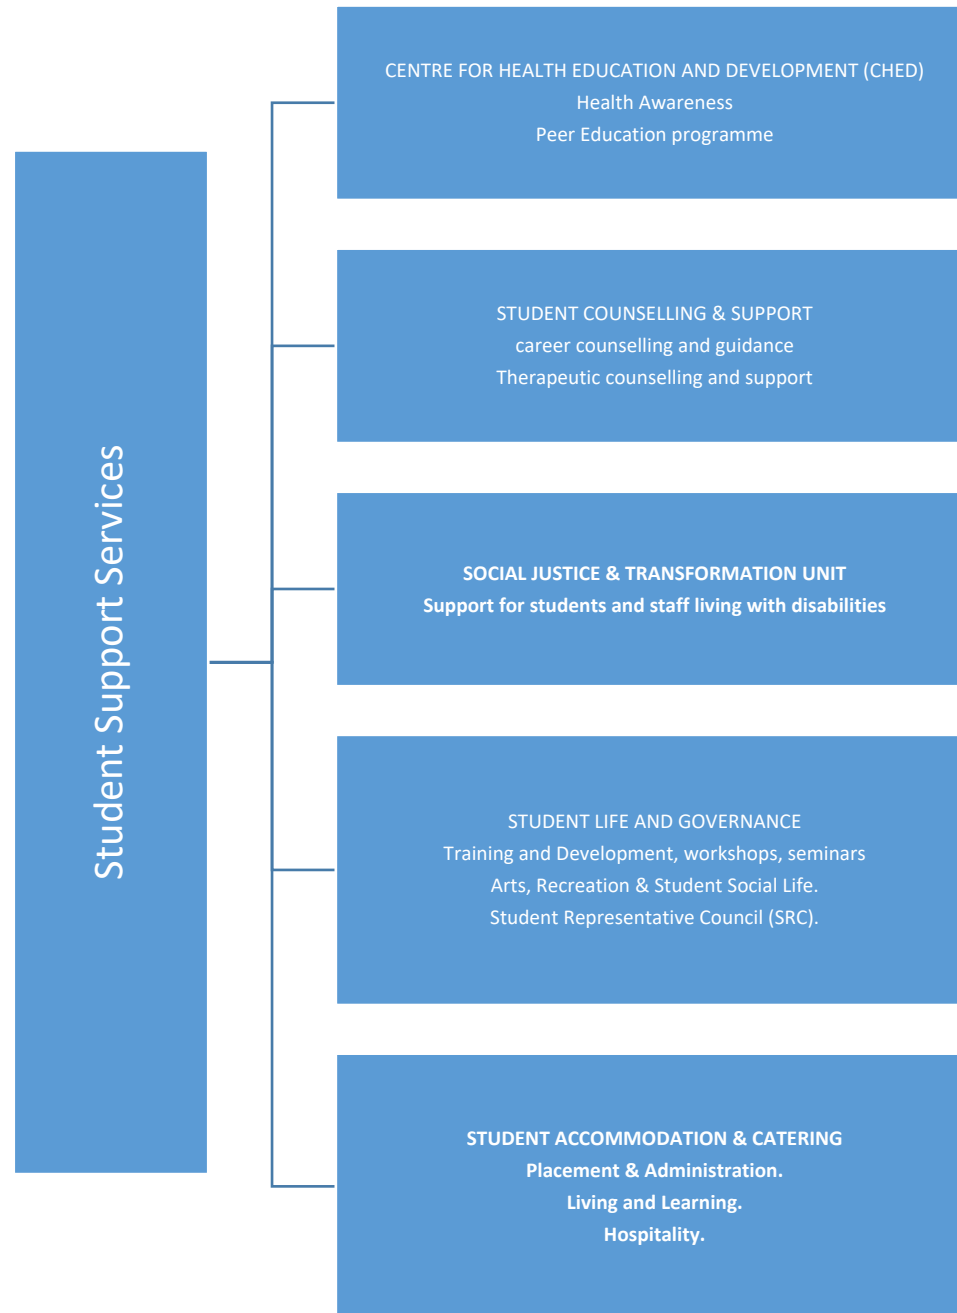 Student Support Services
CENTRE FOR HEALTH EDUCATION AND DEVELOPMENT (CHED)
Health Awareness
Peer Education programme
STUDENT COUNSELLING & SUPPORT
career counselling and guidance
Therapeutic counselling and support
SOCIAL JUSTICE & TRANSFORMATION UNIT
Support for students and staff living with disabilities
STUDENT LIFE AND GOVERNANCE
Training and Development, workshops, seminars
Arts, Recreation & Student Social Life.
Student Representative Council (SRC).
STUDENT ACCOMMODATION & CATERING
Placement & Administration.
Living and Learning.
Hospitality.